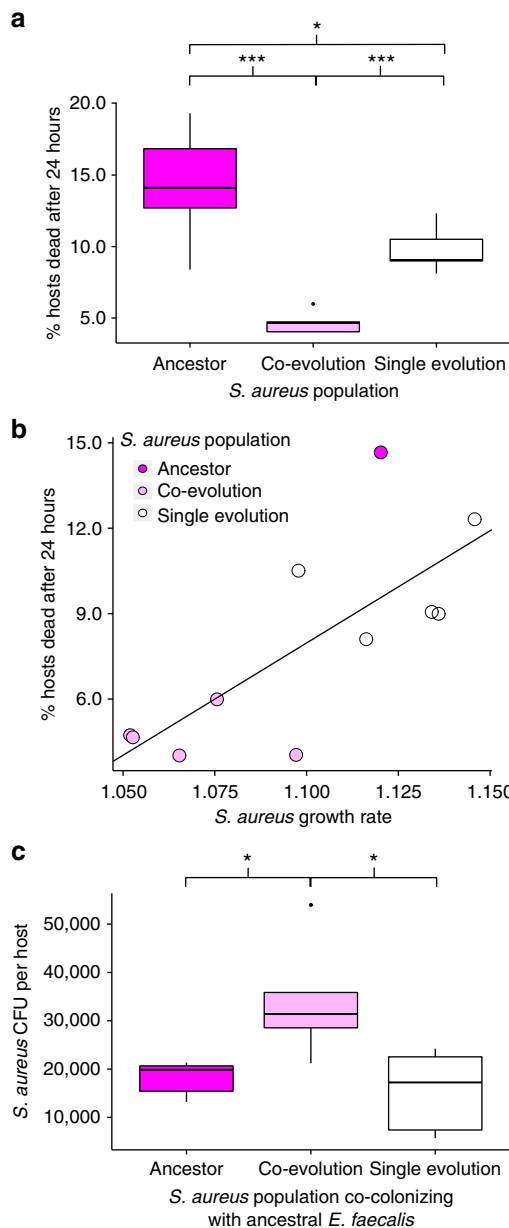 a
*
*** ***
20.0
15.0
10.0
5.0
% hosts dead after 24 hours
Ancestor Co-evolution Single evolution
S. aureus population
b
15.0
12.0
9.0
6.0
% hosts dead after 24 hours
S. aureus population
Ancestor
Co-evolution
Single evolution
1.050 1.075 1.100 1.125 1.150
S. aureus growth rate
c
* *
50,000
40,000
30,000
20,000
10,000
S. aureus CFU per host
Ancestor Co-evolution Single evolution
S. aureus population co-colonizing
with ancestral E. faecalis